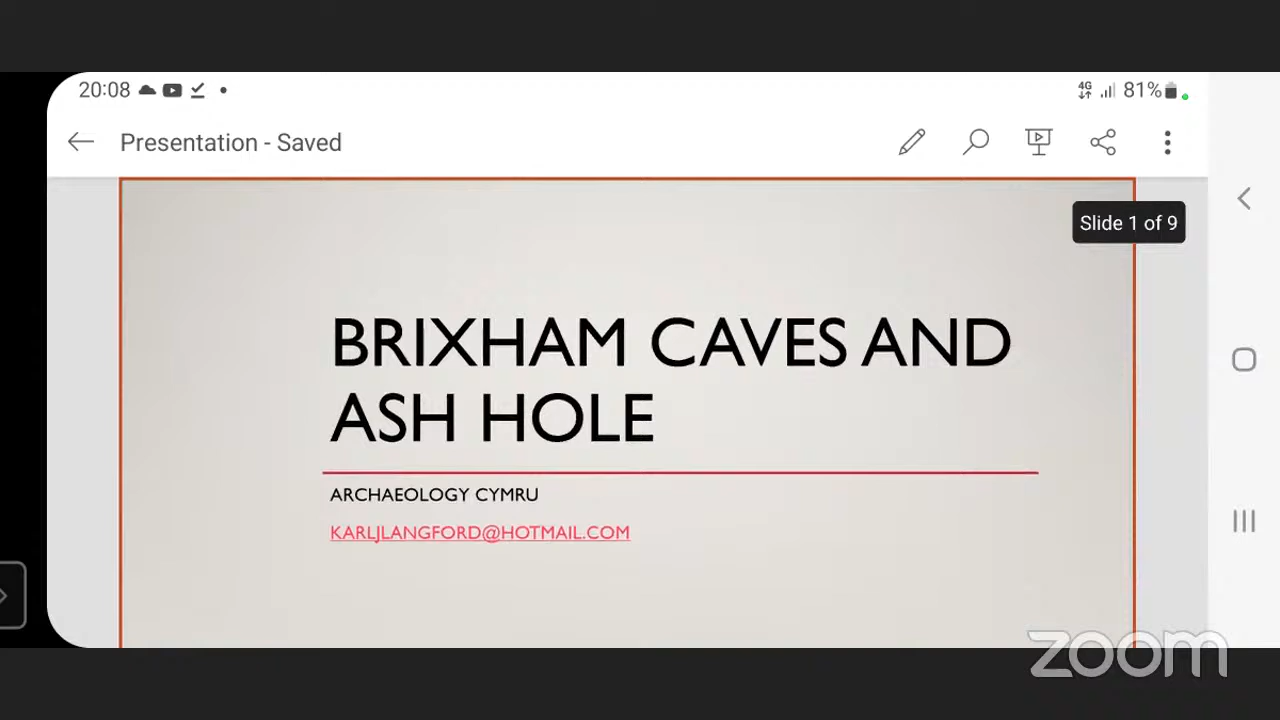 20:08
4G
81%
Presentation - Saved
Slide 1 of 9
BRIXHAM CAVES AND
ASH HOLE
ARCHAEOLOGY CYMRU
KARLJLANGFORD@HOTMAIL.COM
zoom